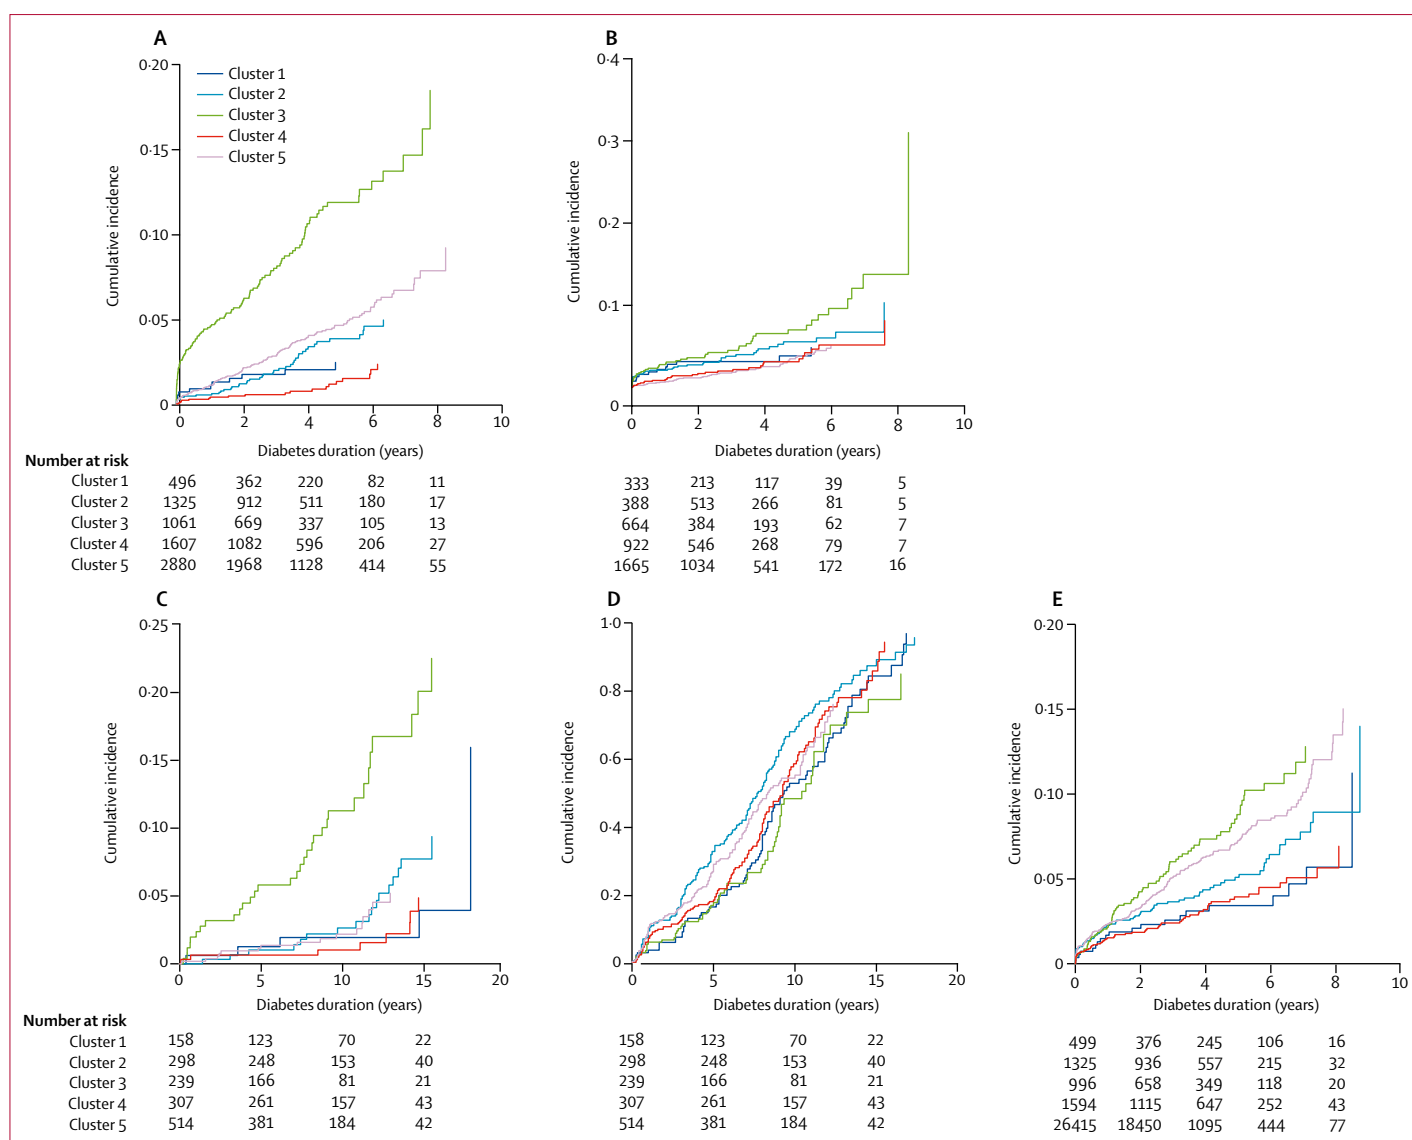 A
0·20
0·15
0·10
0·05
0
Cumulative incidence
Cluster 1
Cluster 2
Cluster 3
Cluster 4
Cluster 5
0 2 4 6 8 10
Diabetes duration (years)
B
0·4
0·3
0·2
0·1
0
Cumulative incidence
0 2 4 6 8 10
Diabetes duration (years)
Number at risk
Cluster 1 496 362 220 82 11 333 213 117 39 5
Cluster 2 1325 912 511 180 17 388 513 266 81 5
Cluster 3 1061 669 337 105 13 664 384 193 62 7
Cluster 4 1607 1082 596 206 27 922 546 268 79 7
Cluster 5 2880 1968 1128 414 55 1665 1034 541 172 16
C
0·25
0·20
0·15
0·10
0·05
0
Cumulative incidence
0 5 10 15 20
Diabetes duration (years)
D
1·0
0·8
0·6
0·4
0·2
0
Cumulative incidence
0 5 10 15 20
Diabetes duration (years)
E
0·20
0·15
0·10
0·05
0
Cumulative incidence
0 2 4 6 8 10
Diabetes duration (years)
Number at risk
Cluster 1 158 123 70 22 158 123 70 22 499 376 245 106 16
Cluster 2 298 248 153 40 298 248 153 40 1325 936 557 215 32
Cluster 3 239 166 81 21 239 166 81 21 996 658 349 118 20
Cluster 4 307 261 157 43 307 261 157 43 1594 1115 647 252 43
Cluster 5 514 381 184 42 514 381 184 42 26415 18450 1095 444 77